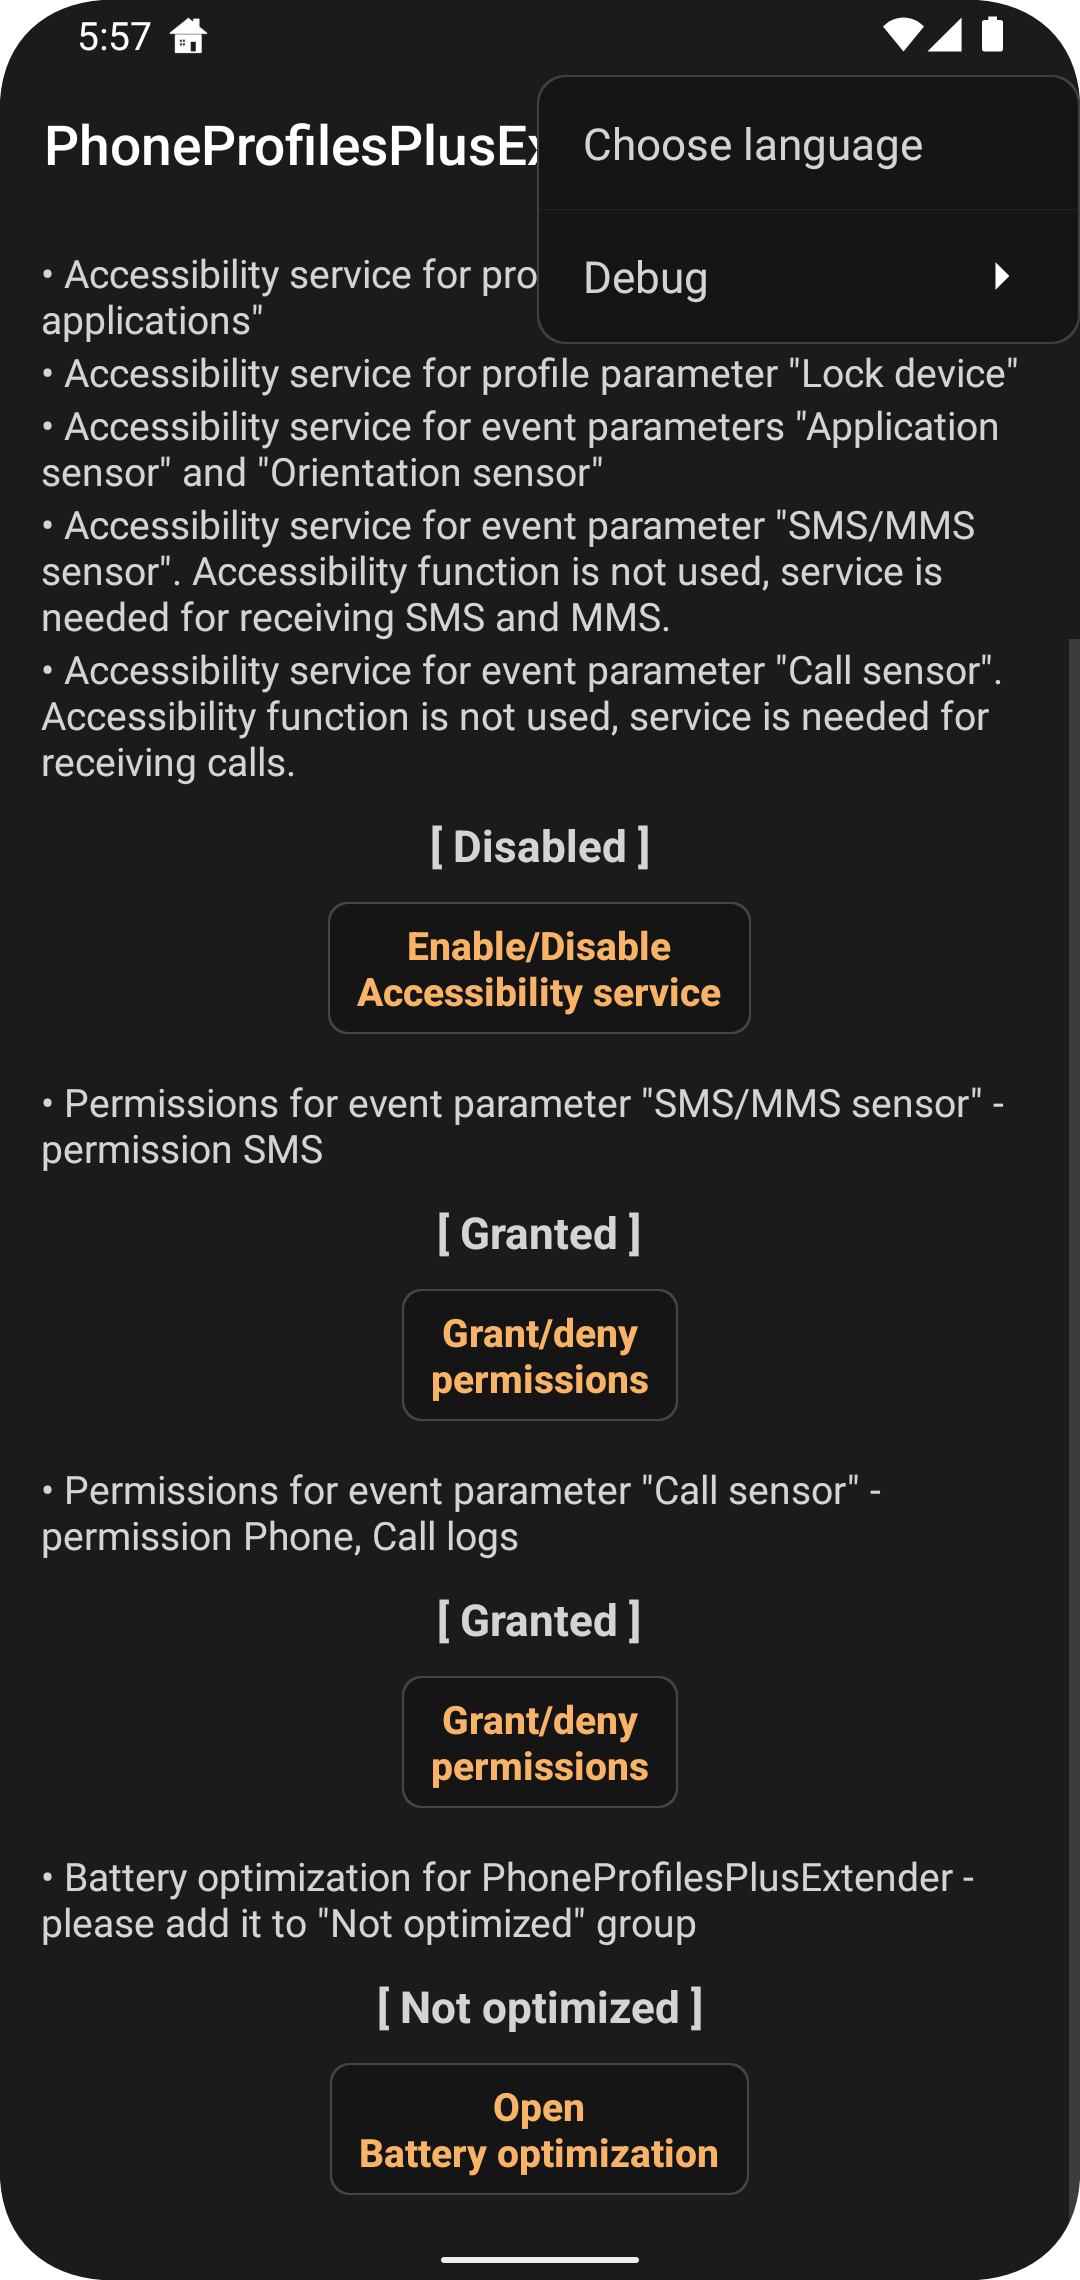 5:57
PhoneProfilesPlusEx
Choose language
Debug
• Accessibility service for pro
applications"
• Accessibility service for profile parameter "Lock device"
• Accessibility service for event parameters "Application
sensor" and "Orientation sensor"
• Accessibility service for event parameter "SMS/MMS
sensor". Accessibility function is not used, service is
needed for receiving SMS and MMS.
• Accessibility service for event parameter "Call sensor".
Accessibility function is not used, service is needed for
receiving calls.
[ Disabled ]
Enable/Disable
Accessibility service
• Permissions for event parameter "SMS/MMS sensor" -
permission SMS
[ Granted ]
Grant/deny
permissions
• Permissions for event parameter "Call sensor" -
permission Phone, Call logs
[ Granted ]
Grant/deny
permissions
• Battery optimization for PhoneProfilesPlusExtender -
please add it to "Not optimized" group
[ Not optimized ]
Open
Battery optimization